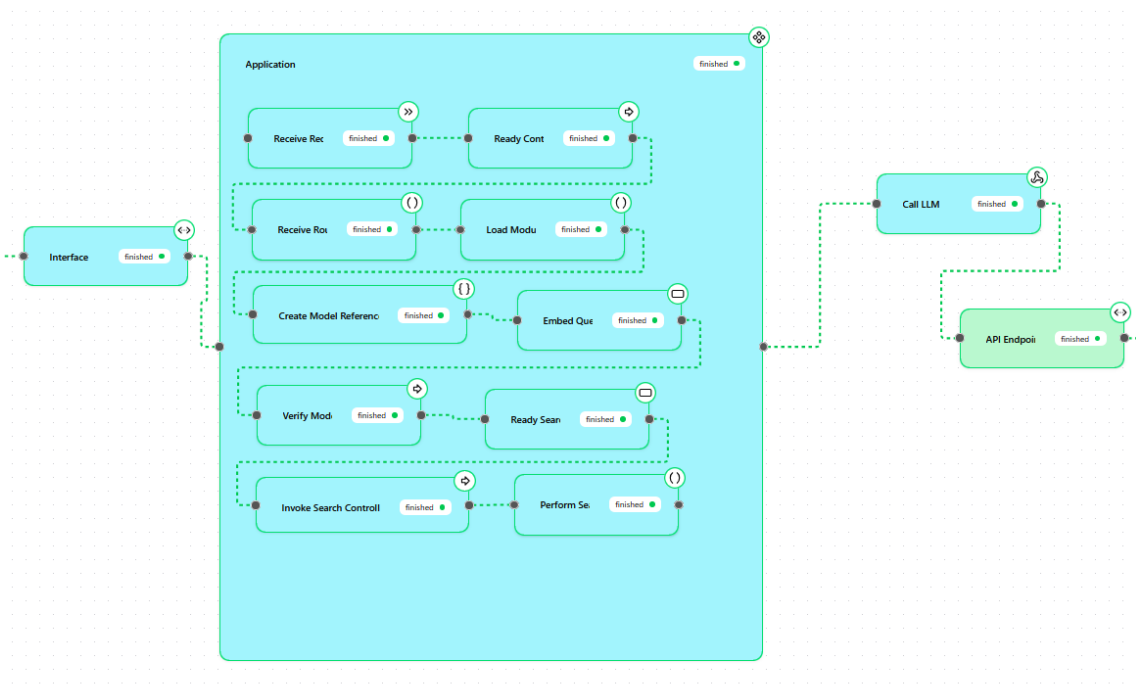 Application
finished
Receive Rec
finished
Ready Cont
finished
Receive Rou
finished
Load Modu
finished
Interface
finished
Create Model Referenc
finished
Embed Que
finished
Verify Mod
finished
Ready Sear
finished
Invoke Search Controll
finished
Perform Se
finished
Call LLM
finished
API Endpoi
finished